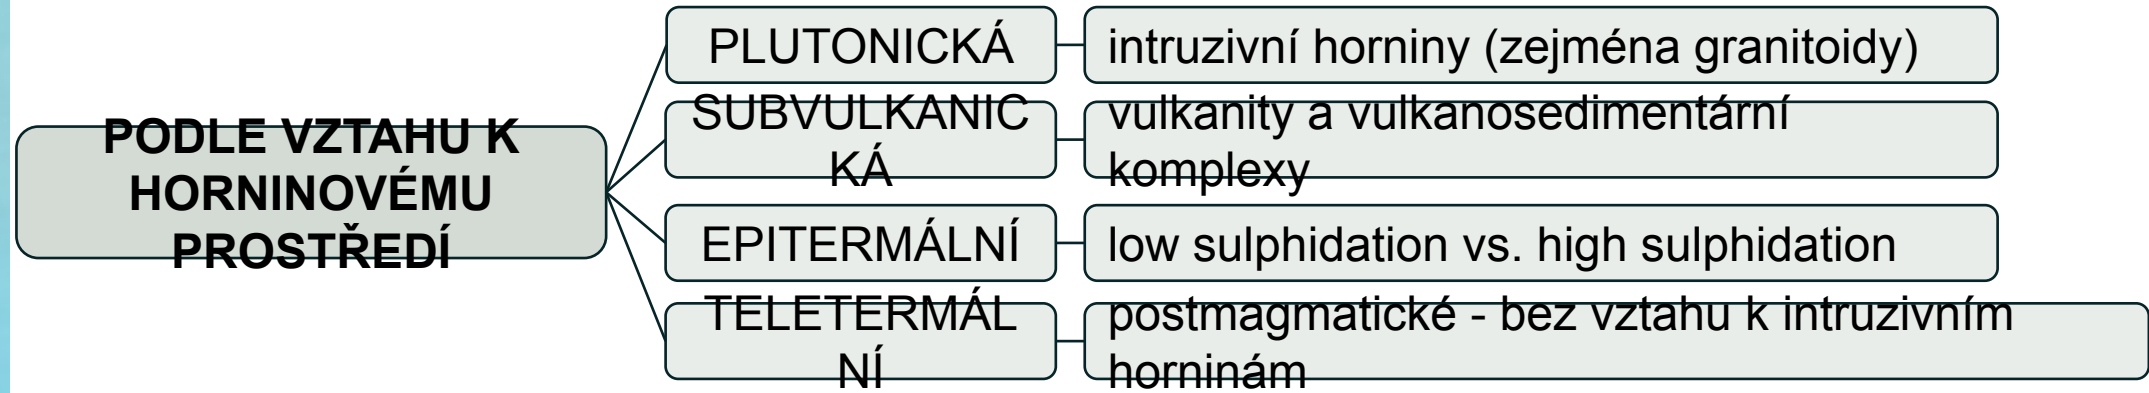 PODLE VZTAHU K
HORNINOVÉMU
PROSTŘEDÍ
PLUTONICKÁ
intruzivní horniny (zejména granitoidy)
SUBVULKANIC
KÁ
vulkanity a vulkanosedimentární
komplexy
EPITERMÁLNÍ
low sulphidation vs. high sulphidation
TELETERMÁL
NÍ
postmagmatické - bez vztahu k intruzivním
horninám